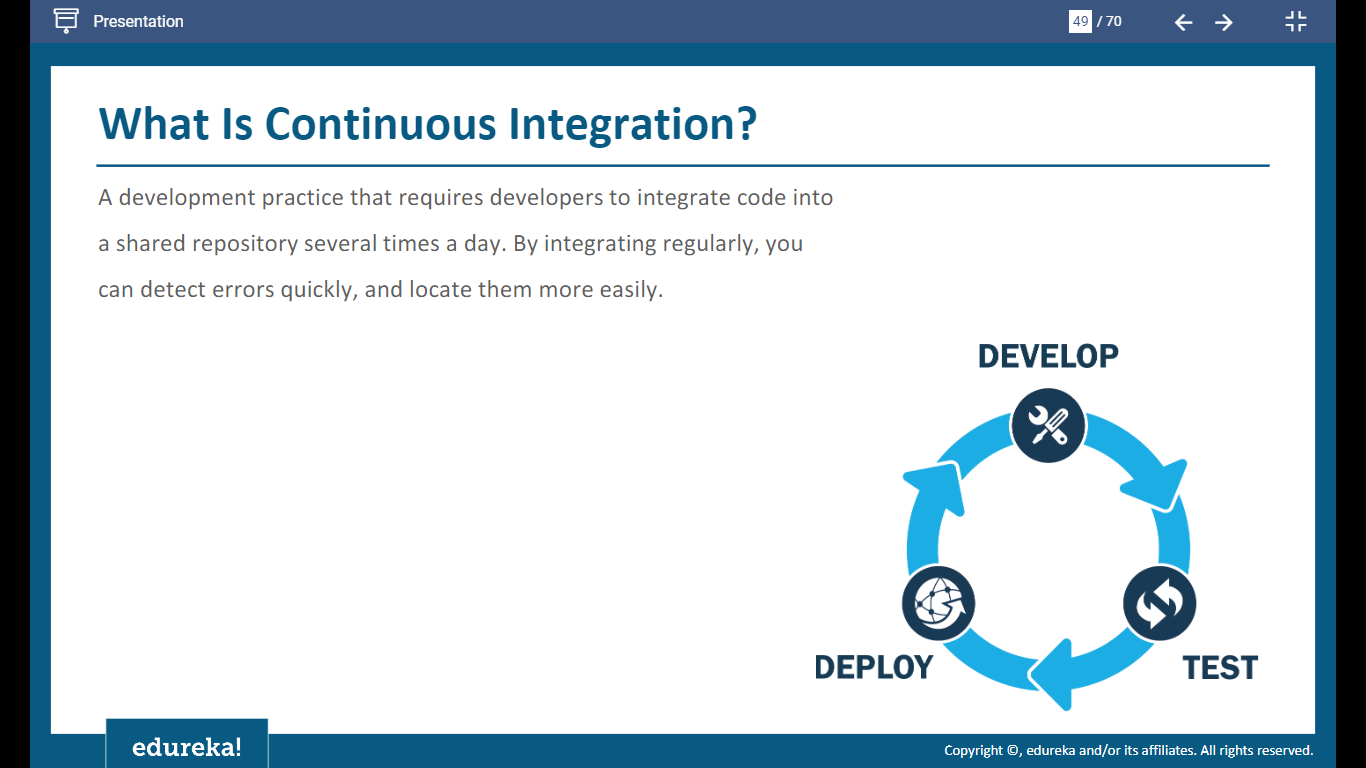 Presentation
49 / 70
What Is Continuous Integration?
A development practice that requires developers to integrate code into
a shared repository several times a day. By integrating regularly, you
can detect errors quickly, and locate them more easily.
DEVELOP
DEPLOY
TEST
edureka!
Copyright ©, edureka and/or its affiliates. All rights reserved.